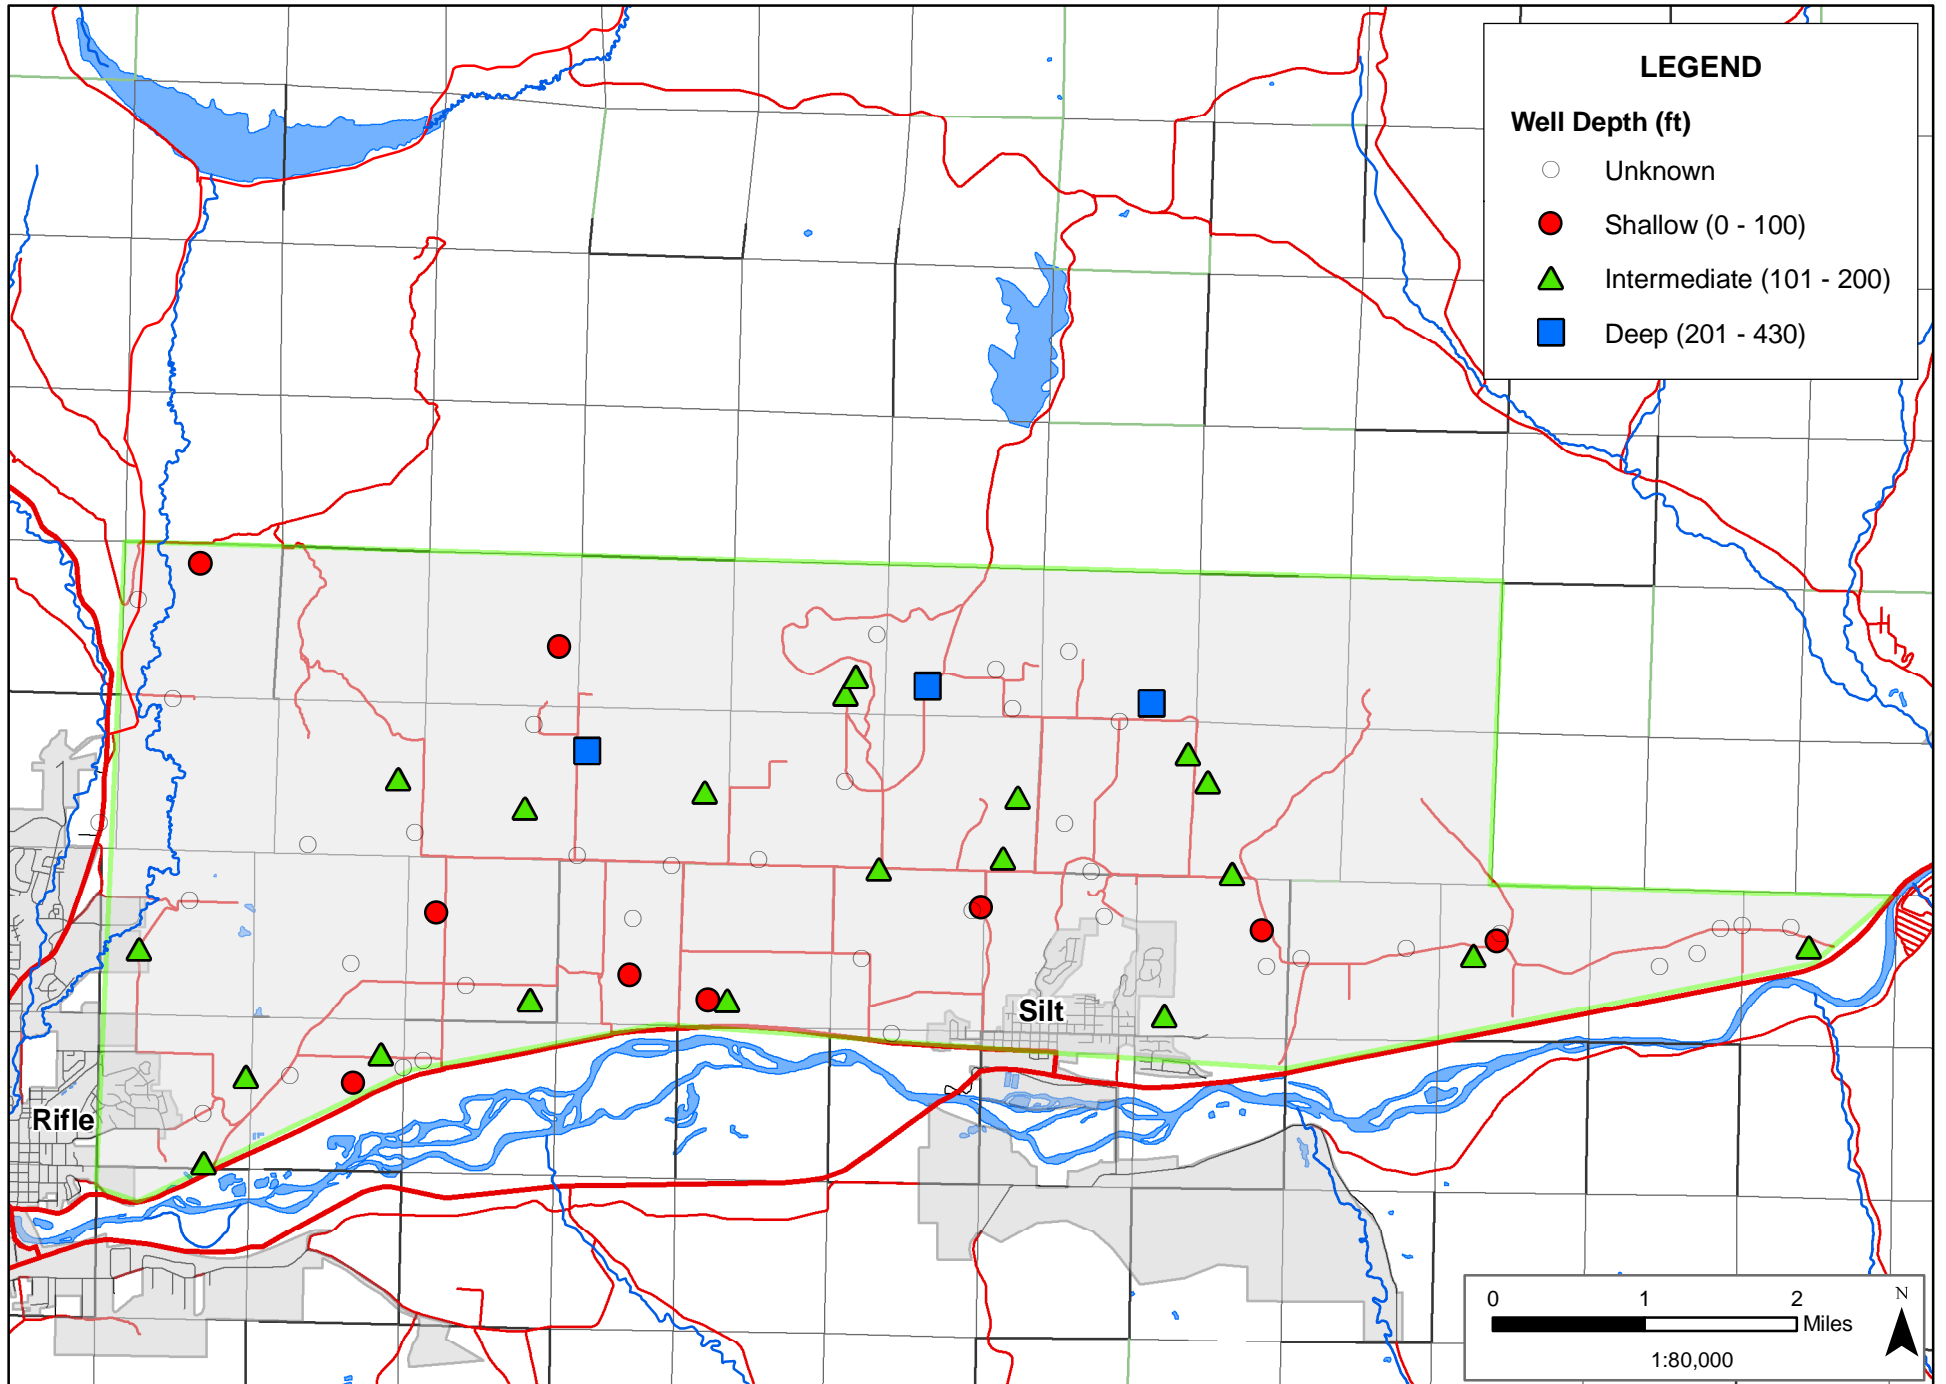 LEGEND
Well Depth (ft)
Unknown
Shallow (0 - 100)
Intermediate (101 - 200)
Deep (201 - 430)
Silt
Rifle
0 1 2
Miles
N
1:80,000